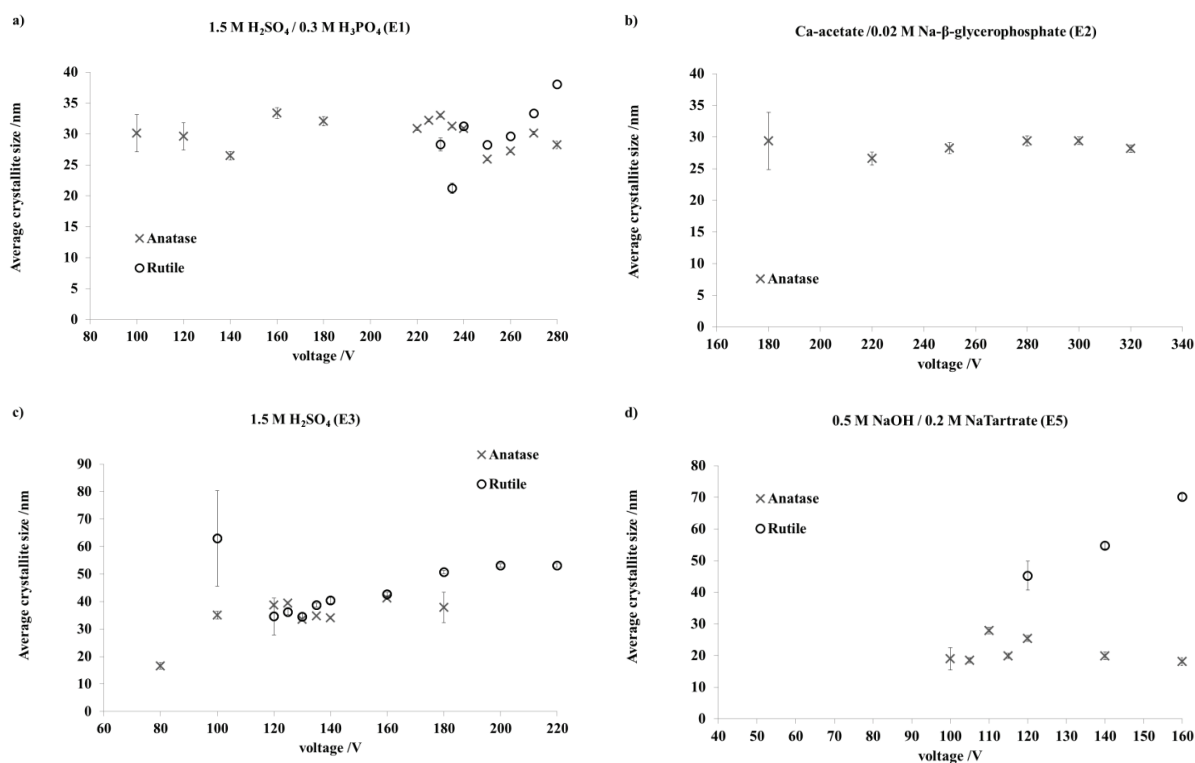 a)
1.5 M H₂SO₄ / 0.3 M H₃PO₄ (E1)
Average crystallite size /nm
40
35
30
25
20
15
10
5
0
Anatase
Rutile
80 100 120 140 160 180 200 220 240 260 280
voltage /V
b)
Ca-acetate /0.02 M Na-β-glycerophosphate (E2)
Average crystallite size /nm
40
35
30
25
20
15
10
5
0
Anatase
160 180 200 220 240 260 280 300 320 340
voltage /V
c)
1.5 M H₂SO₄ (E3)
Average crystallite size /nm
Anatase
Rutile
90
80
70
60
50
40
30
20
10
0
60 80 100 120 140 160 180 200 220
voltage /V
d)
0.5 M NaOH / 0.2 M NaTartrate (E5)
Average crystallite size /nm
80
70
60
50
40
30
20
10
0
Anatase
Rutile
40 50 60 70 80 90 100 110 120 130 140 150 160
voltage /V